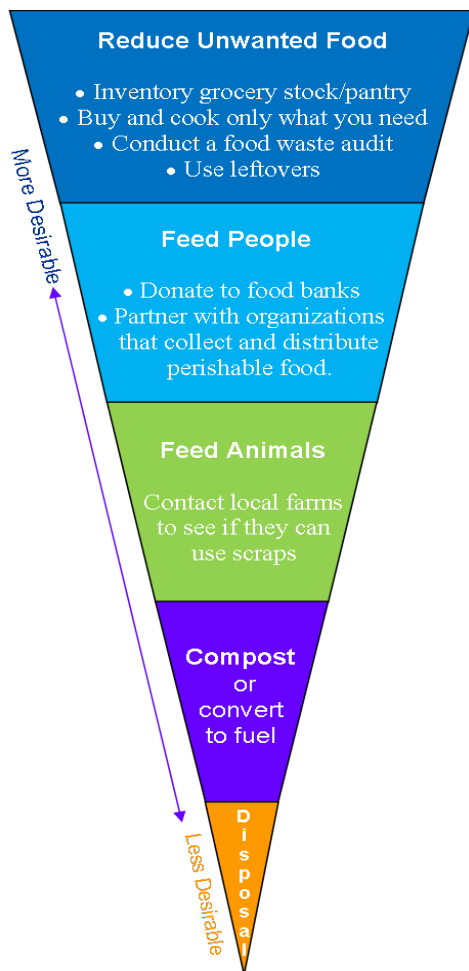 Reduce Unwanted Food
• Inventory grocery stock/pantry
• Buy and cook only what you need
• Conduct a food waste audit
• Use leftovers
More Desirable
Feed People
• Donate to food banks
• Partner with organizations
that collect and distribute
perishable food.
Feed Animals
Contact local farms
to see if they can
use scraps
Compost
or
convert
to fuel
Less Desirable
Disposal